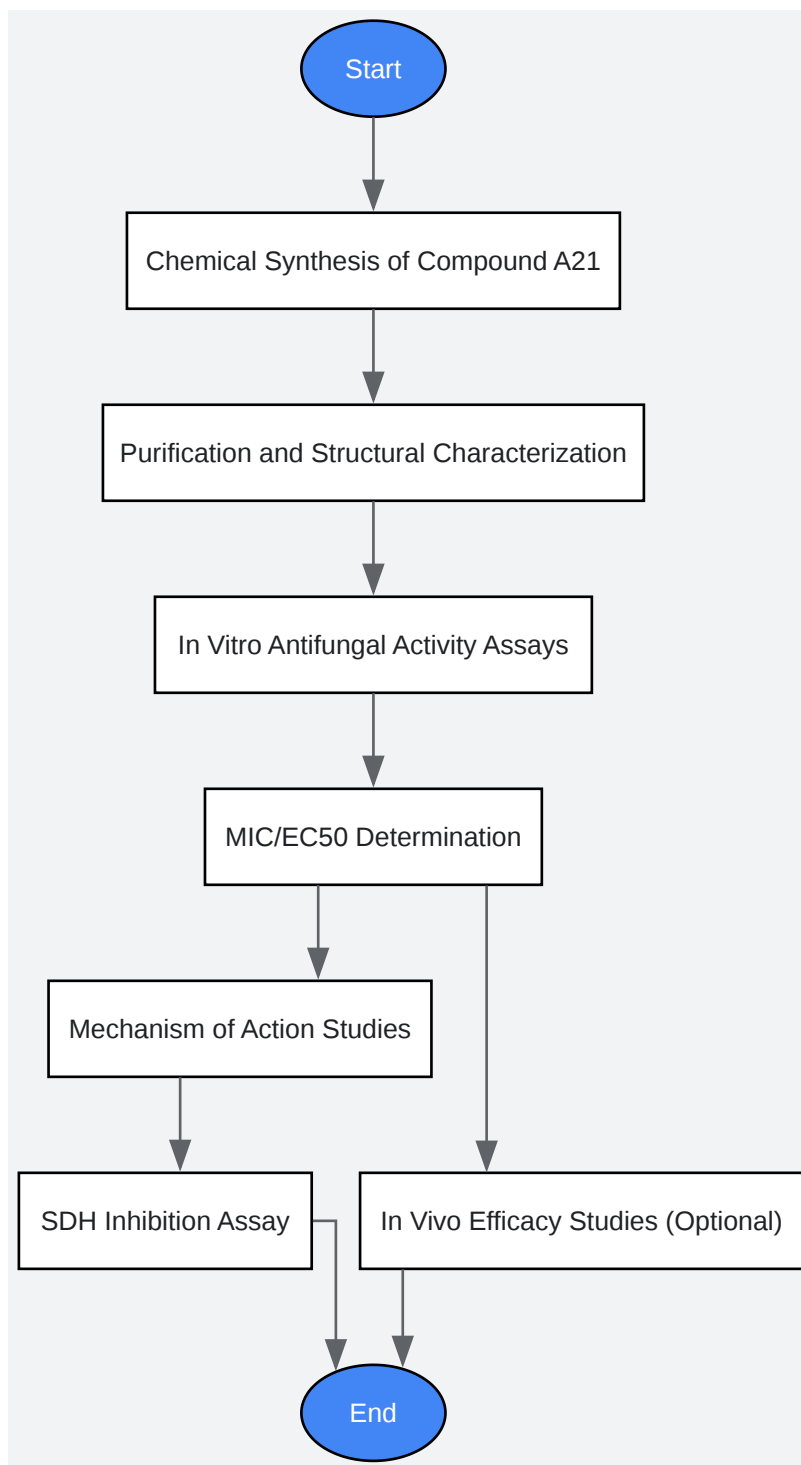 Start
Chemical Synthesis of Compound A21
Purification and Structural Characterization
In Vitro Antifungal Activity Assays
MIC/EC50 Determination
Mechanism of Action Studies
SDH Inhibition Assay
In Vivo Efficacy Studies (Optional)
End